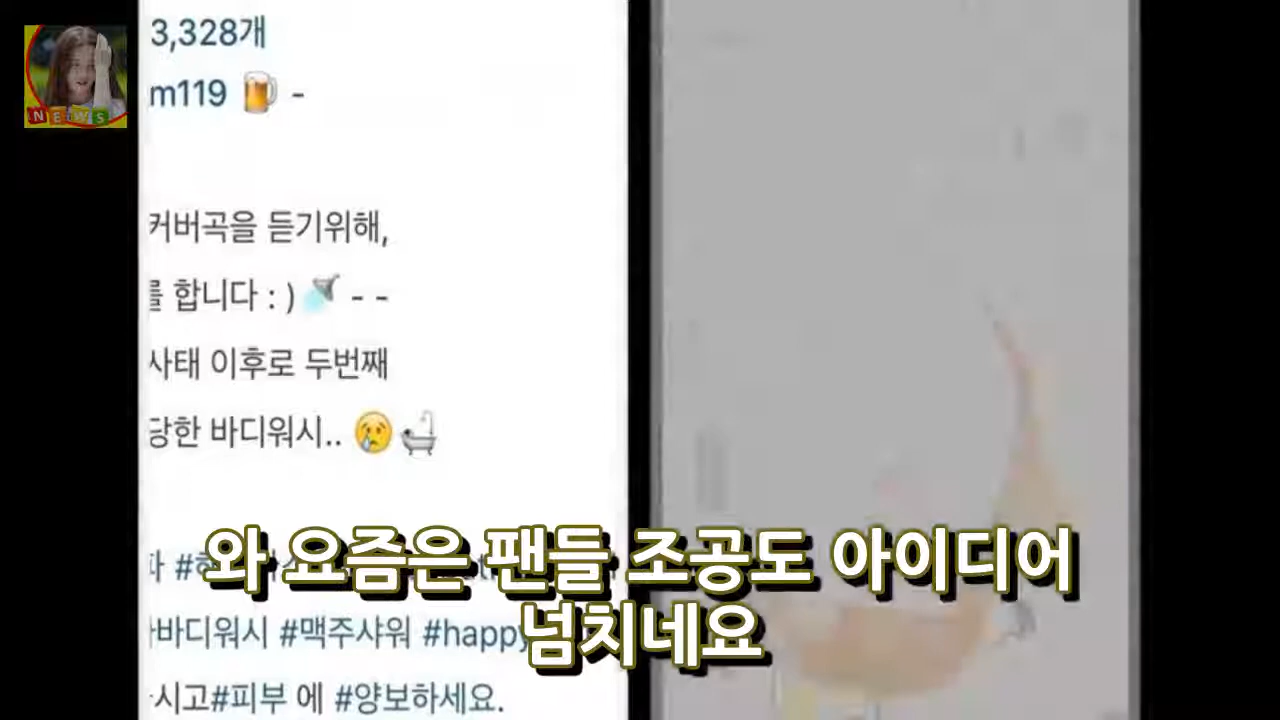 NEWS
3,328개
m119 🍺 -
커버곡을 듣기위해,
를 합니다 : ) 🚿 - -
사태 이후로 두번째
당한 바디워시.. 😢🛁
와 요즘은 팬들 조공도 아이디어
넘치네요
바디워시 #맥주샤워 #happy
시고#피부 에 #양보하세요.